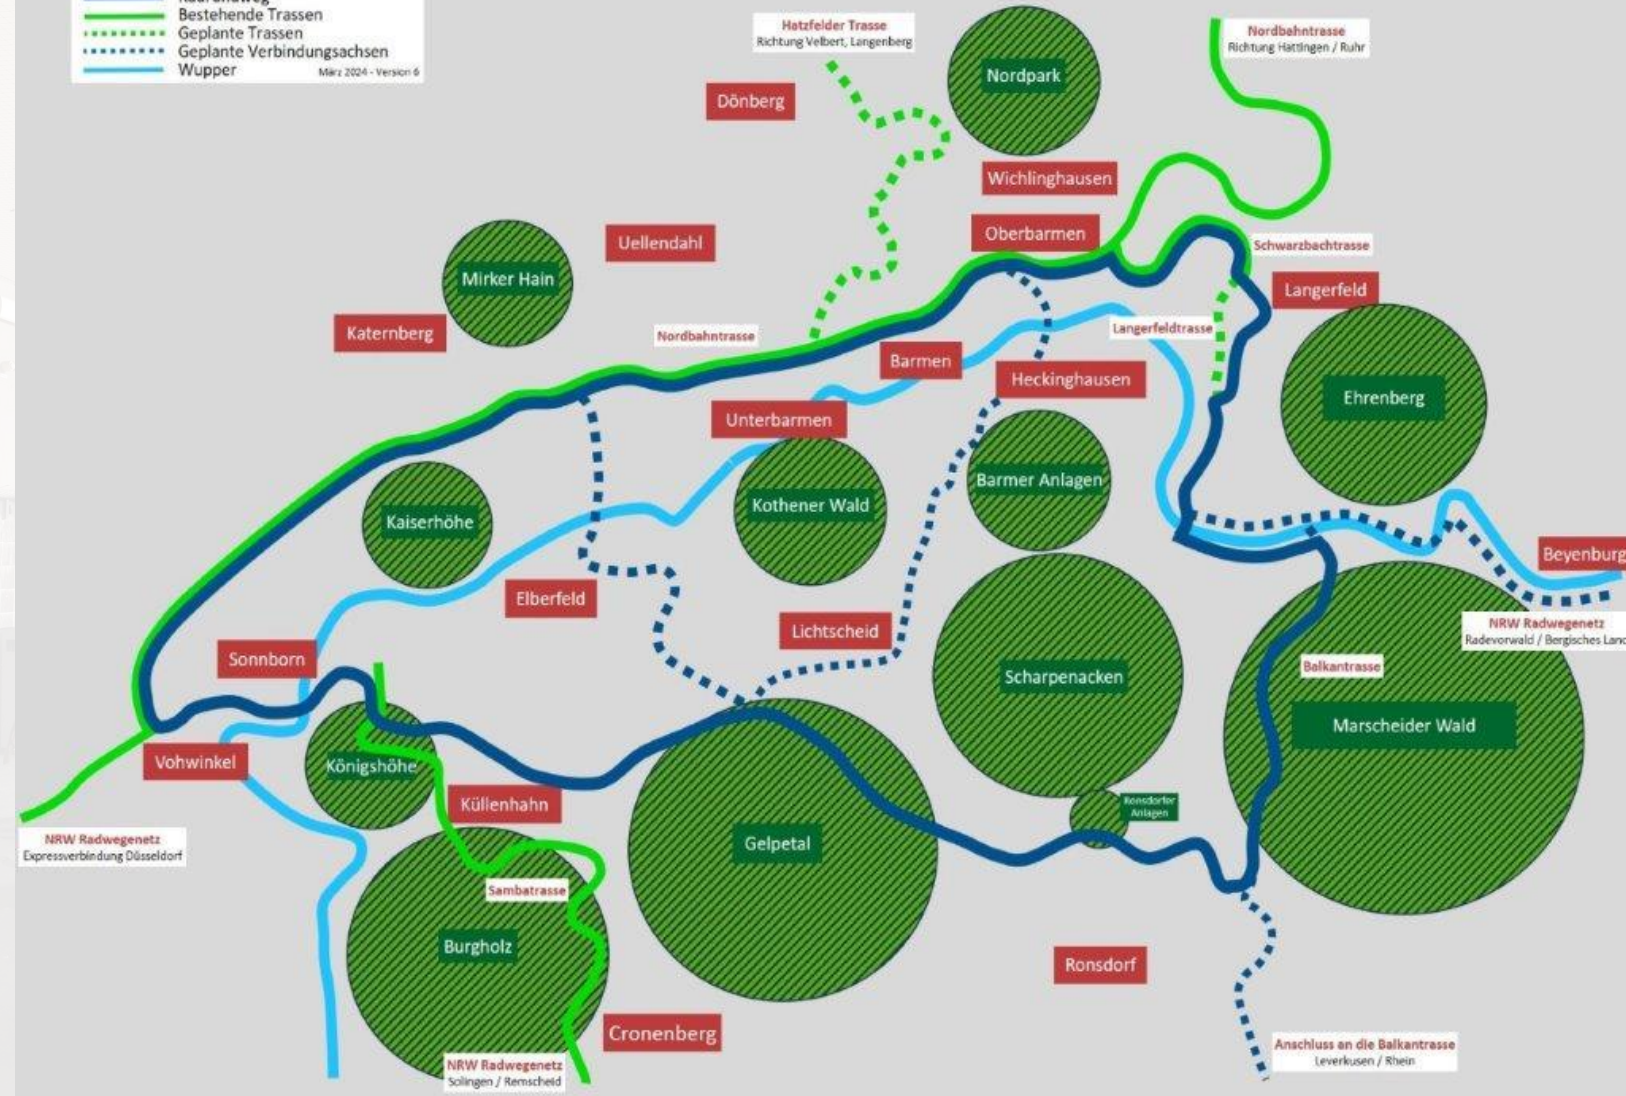 Bestehende Trassen
Geplante Trassen
Geplante Verbindungsachsen
Wupper
März 2024 - Version 6
Hatzfelder Trasse
Richtung Velbert, Langenberg
Nordpark
Nordbahntrasse
Richtung Hattingen / Ruhr
Dönberg
Wichlinghausen
Oberbarmen
Uellendahl
Schwarzbachtrasse
Mirker Hain
Langerfeld
Katernberg
Nordbahntrasse
Langerfeldtrasse
Barmen
Heckinghausen
Ehrenberg
Unterbarmen
Barmer Anlagen
Kothener Wald
Kaiserhöhe
Beyenburg
Elberfeld
Lichtscheid
NRW Radwegenetz
Radevorwald / Bergisches Land
Sonnborn
Balkantrasse
Scharpenacken
Marscheider Wald
Vohwinkel
Königshöhe
Küllenhahn
Ronsdorfer
Anlagen
NRW Radwegenetz
Expressverbindung Düsseldorf
Gelpetal
Sambatrasse
Burgholz
Ronsdorf
Cronenberg
Anschluss an die Balkantrasse
Leverkusen / Rhein
NRW Radwegenetz
Solingen / Remscheid